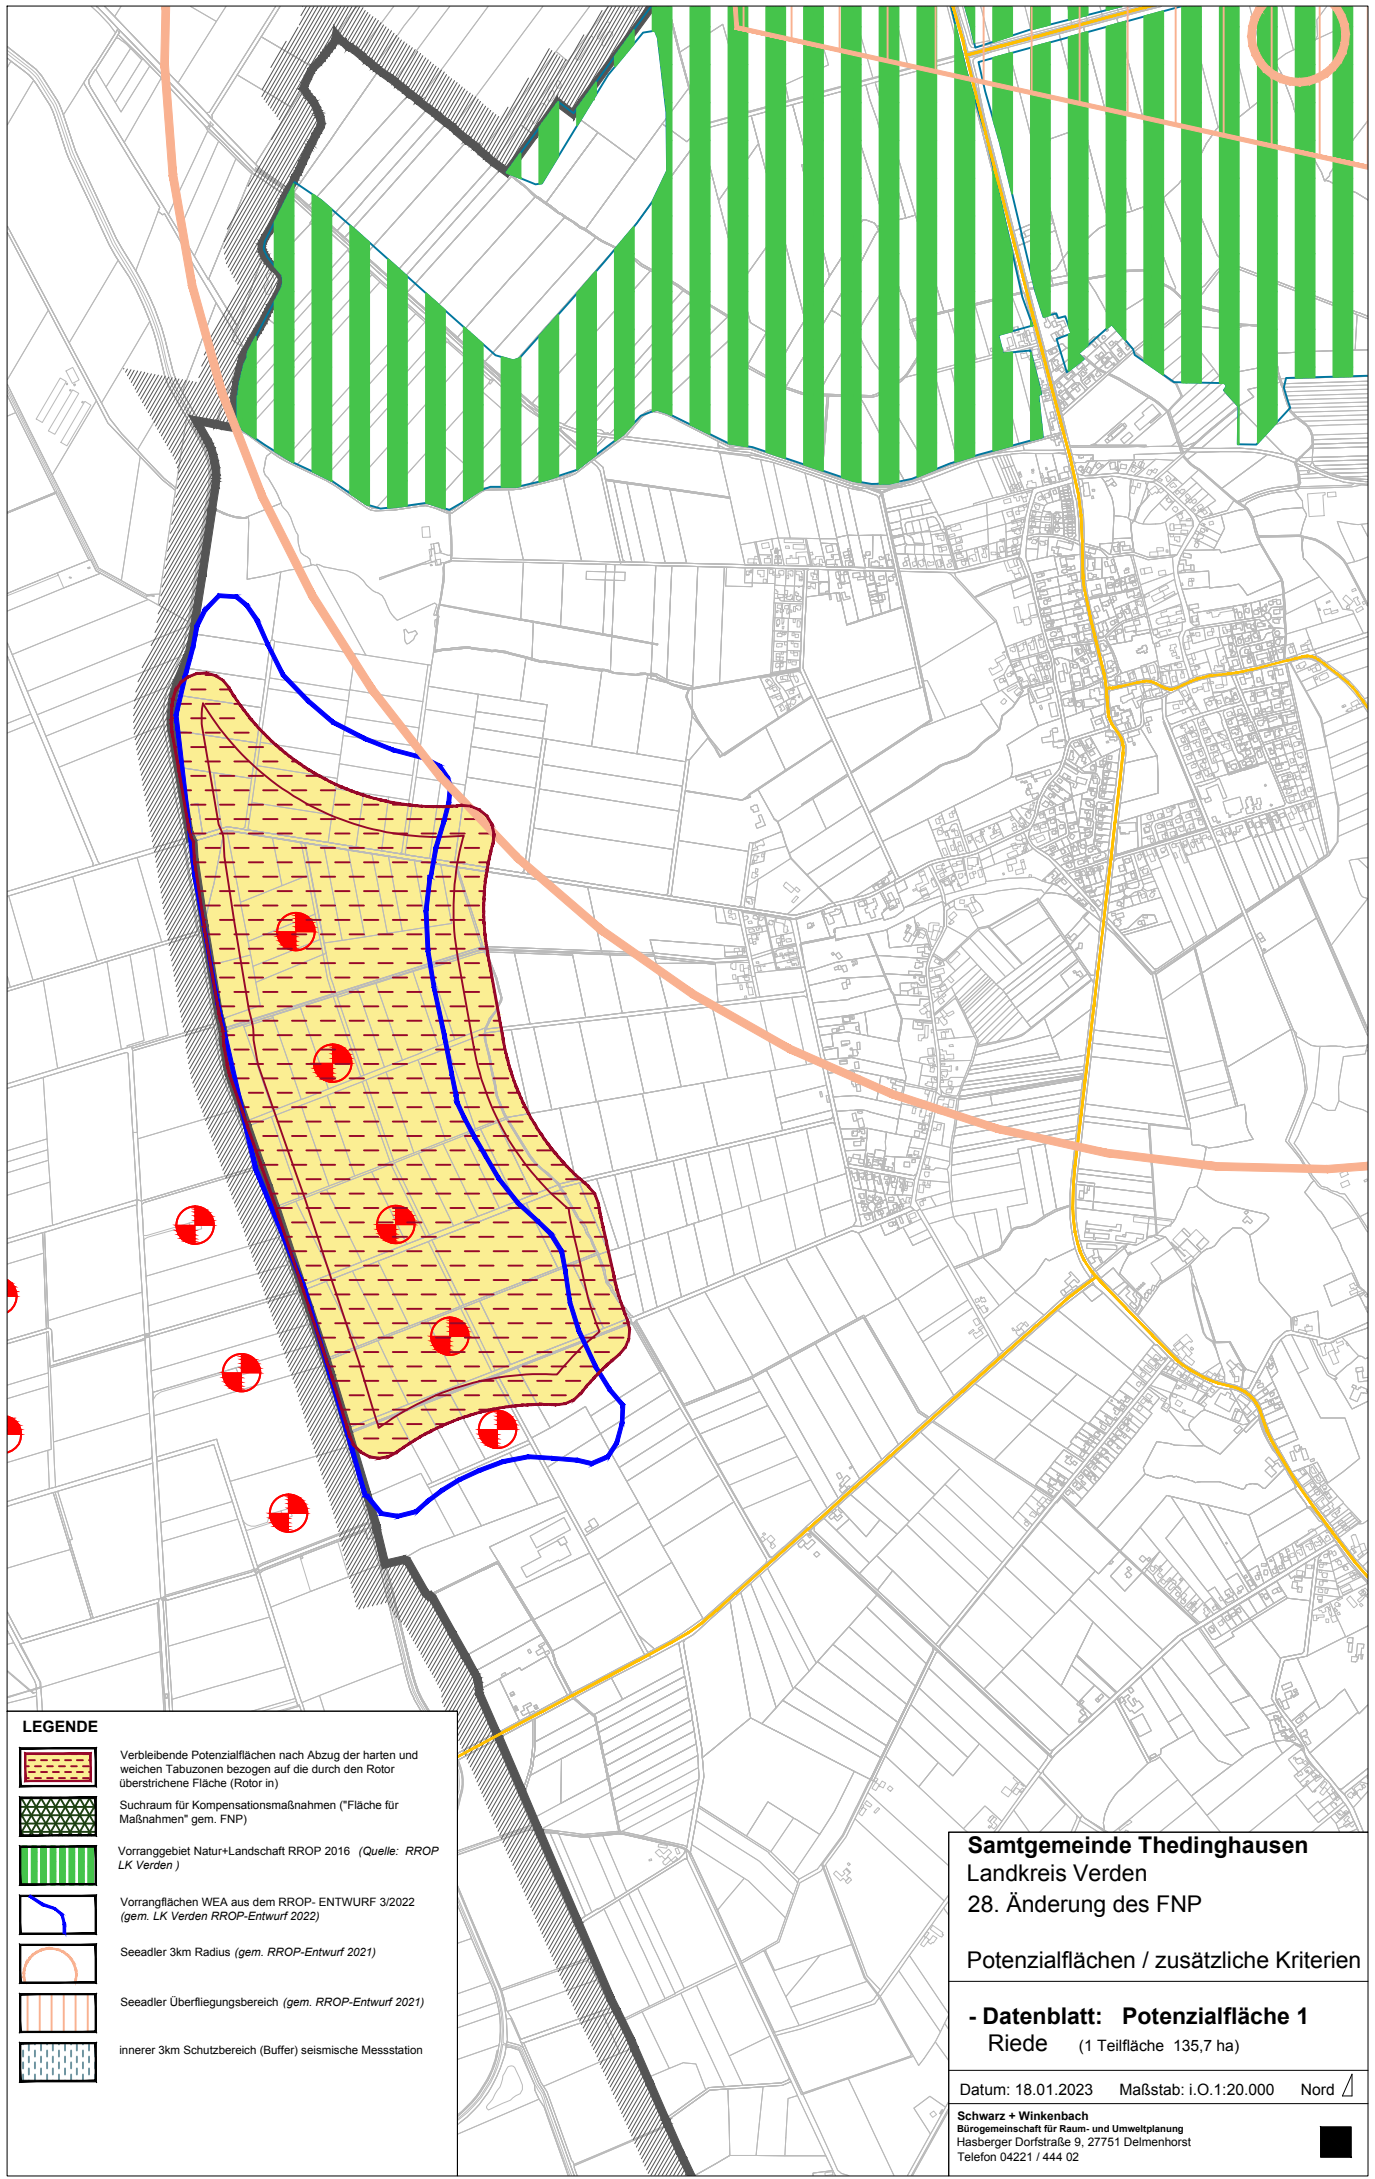 LEGENDE
Verbleibende Potenzialflächen nach Abzug der harten und
weichen Tabuzonen bezogen auf die durch den Rotor
überstrichene Fläche (Rotor in)
Suchraum für Kompensationsmaßnahmen ("Fläche für
Maßnahmen" gem. FNP)
Vorranggebiet Natur+Landschaft RROP 2016 (Quelle: RROP
LK Verden )
Vorrangflächen WEA aus dem RROP- ENTWURF 3/2022
(gem. LK Verden RROP-Entwurf 2022)
Seeadler 3km Radius (gem. RROP-Entwurf 2021)
Seeadler Überfliegungsbereich (gem. RROP-Entwurf 2021)
innerer 3km Schutzbereich (Buffer) seismische Messstation
Samtgemeinde Thedinghausen
Landkreis Verden
28. Änderung des FNP
Potenzialflächen / zusätzliche Kriterien
- Datenblatt: Potenzialfläche 1
Riede (1 Teilfläche 135,7 ha)
Datum: 18.01.2023 Maßstab: i.O.1:20.000 Nord
Schwarz + Winkenbach
Bürogemeinschaft für Raum- und Umweltplanung
Hasberger Dorfstraße 9, 27751 Delmenhorst
Telefon 04221 / 444 02